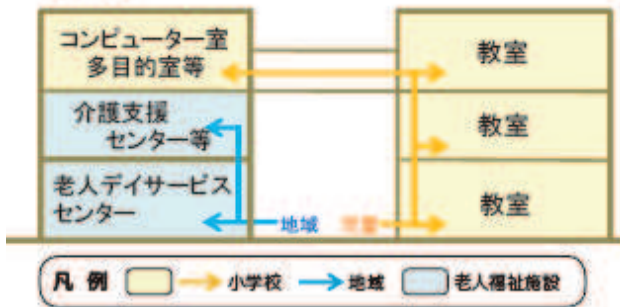 コンピューター室
多目的室等
教室
介護支援
センター等
教室
老人デイサービス
センター
教室
地域
児童
凡 例
小学校
地域
老人福祉施設